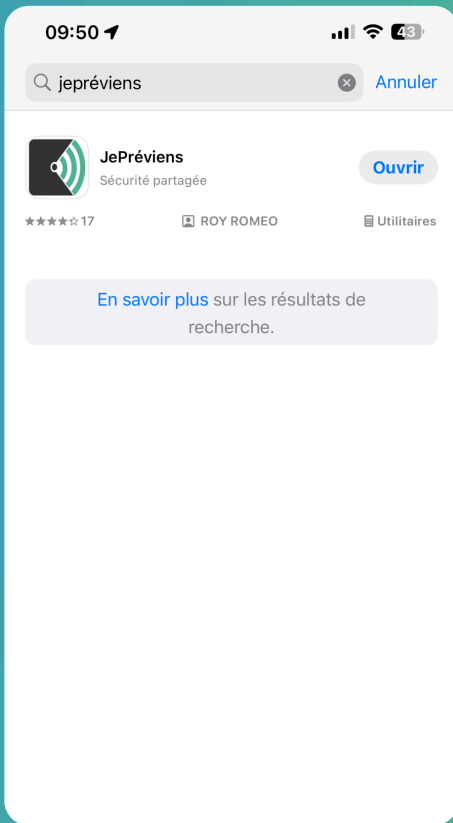 09:50
43
jepréviens
Annuler
JePréviens
Sécurité partagée
Ouvrir
★★★★☆ 17
ROY ROMEO
Utilitaires
En savoir plus sur les résultats de
recherche.